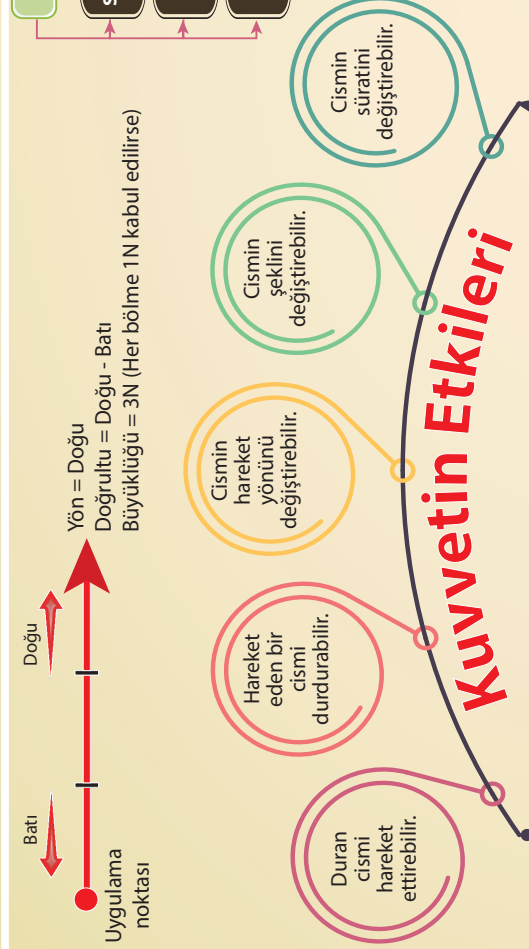 Batı
Doğu
Uygulama
noktası
Yön = Doğu
Doğrultu = Doğu - Batı
Büyüklüğü = 3N (Her bölme 1N kabul edilirse)
Duran
cismi
hareket
ettirebilir.
Hareket
eden bir
cismi
durdurabilir.
Cismin
hareket
yönünü
değiştirebilir.
Cismin
şeklini
değiştirebilir.
Cismin
süratini
değiştirebilir.
Kuvvetin Etkileri